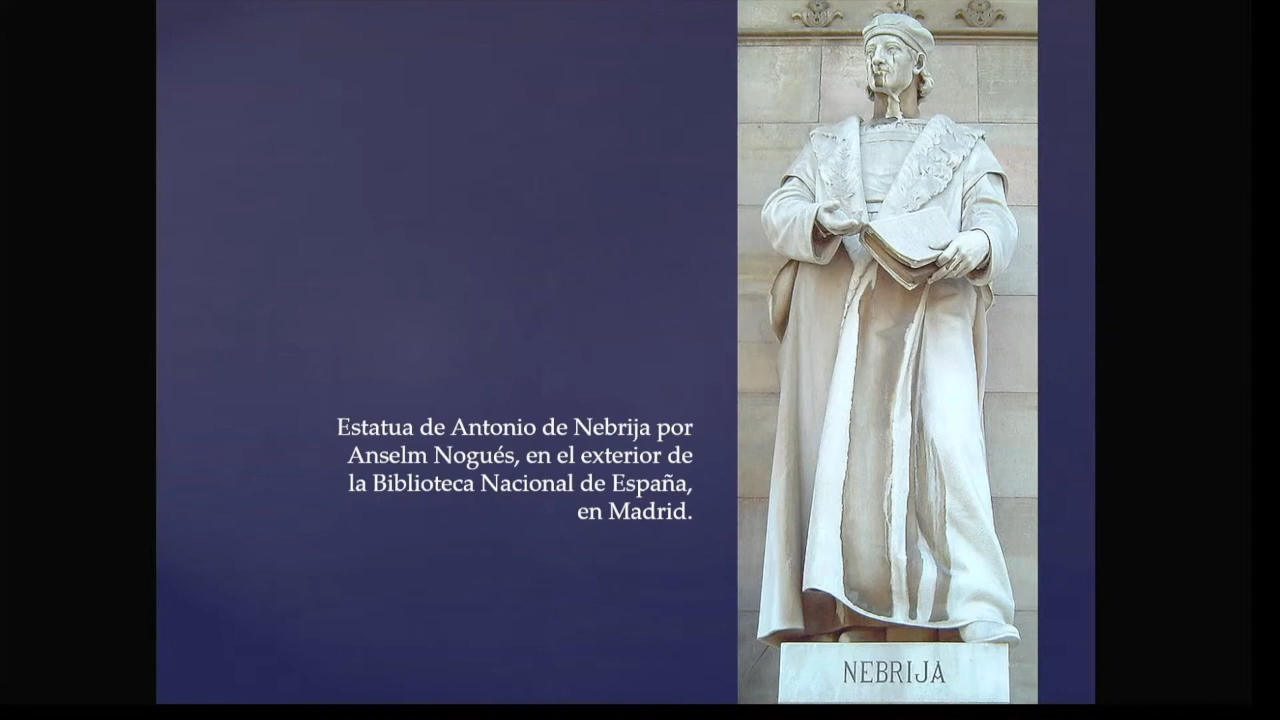 Estatua de Antonio de Nebrija por
Anselm Nogués, en el exterior de
la Biblioteca Nacional de España,
en Madrid.
NEBRIJA